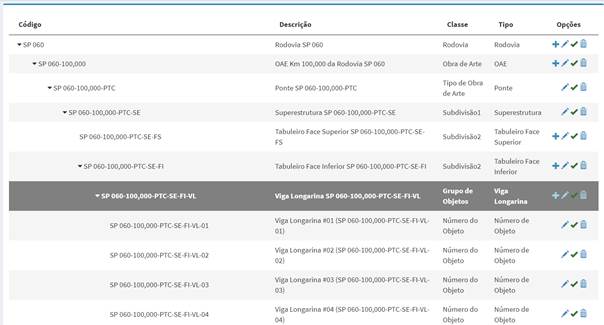 Código Descrição Classe Tipo Opções
SP 060 Rodovia SP 060 Rodovia Rodovia
SP 060-100,000 OAE Km 100,000 da Rodovia SP 060 Obra de Arte OAE
SP 060-100,000-PTC Ponte SP 060-100,000-PTC Tipo de Obra Ponte
de Arte
SP 060-100,000-PTC-SE Superestrutura SP 060-100,000-PTC-SE Subdivisão1 Superestrutura
SP 060-100,000-PTC-SE-FS Tabuleiro Face Superior SP 060-100,000-PTC-SE- Subdivisão2 Tabuleiro Face
FS Superior
SP 060-100,000-PTC-SE-FI Tabuleiro Face Inferior SP 060-100,000-PTC-SE-FI Subdivisão2 Tabuleiro Face
Inferior
SP 060-100,000-PTC-SE-FI-VL Viga Longarina SP 060-100,000-PTC-SE-FI-VL Grupo de Viga
Objetos Longarina
SP 060-100,000-PTC-SE-FI-VL-01 Viga Longarina #01 (SP 060-100,000-PTC-SE-FI-VL- Número do Número de
01) Objeto Objeto
SP 060-100,000-PTC-SE-FI-VL-02 Viga Longarina #02 (SP 060-100,000-PTC-SE-FI-VL- Número do Número de
02) Objeto Objeto
SP 060-100,000-PTC-SE-FI-VL-03 Viga Longarina #03 (SP 060-100,000-PTC-SE-FI-VL- Número do Número de
03) Objeto Objeto
SP 060-100,000-PTC-SE-FI-VL-04 Viga Longarina #04 (SP 060-100,000-PTC-SE-FI-VL- Número do Número de
04) Objeto Objeto